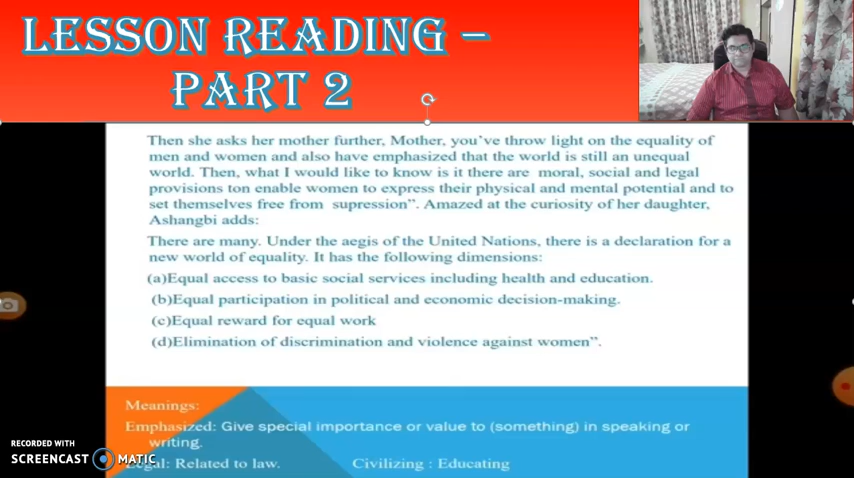 LESSON READING –
PART 2
Then she asks her mother further, Mother, you've throw light on the equality of
men and women and also have emphasized that the world is still an unequal
world. Then, what I would like to know is it there are moral, social and legal
provisions ton enable women to express their physical and mental potential and to
set themselves free from supression". Amazed at the curiosity of her daughter,
Ashangbi adds:
There are many. Under the aegis of the United Nations, there is a declaration for a
new world of equality. It has the following dimensions:
(a)Equal access to basic social services including health and education.
(b)Equal participation in political and economic decision-making.
(c)Equal reward for equal work
(d)Elimination of discrimination and violence against women".
Meanings:
Emphasized: Give special importance or value to (something) in speaking or
writing.
Legal: Related to law. Civilizing : Educating
RECORDED WITH
SCREENCAST MATIC